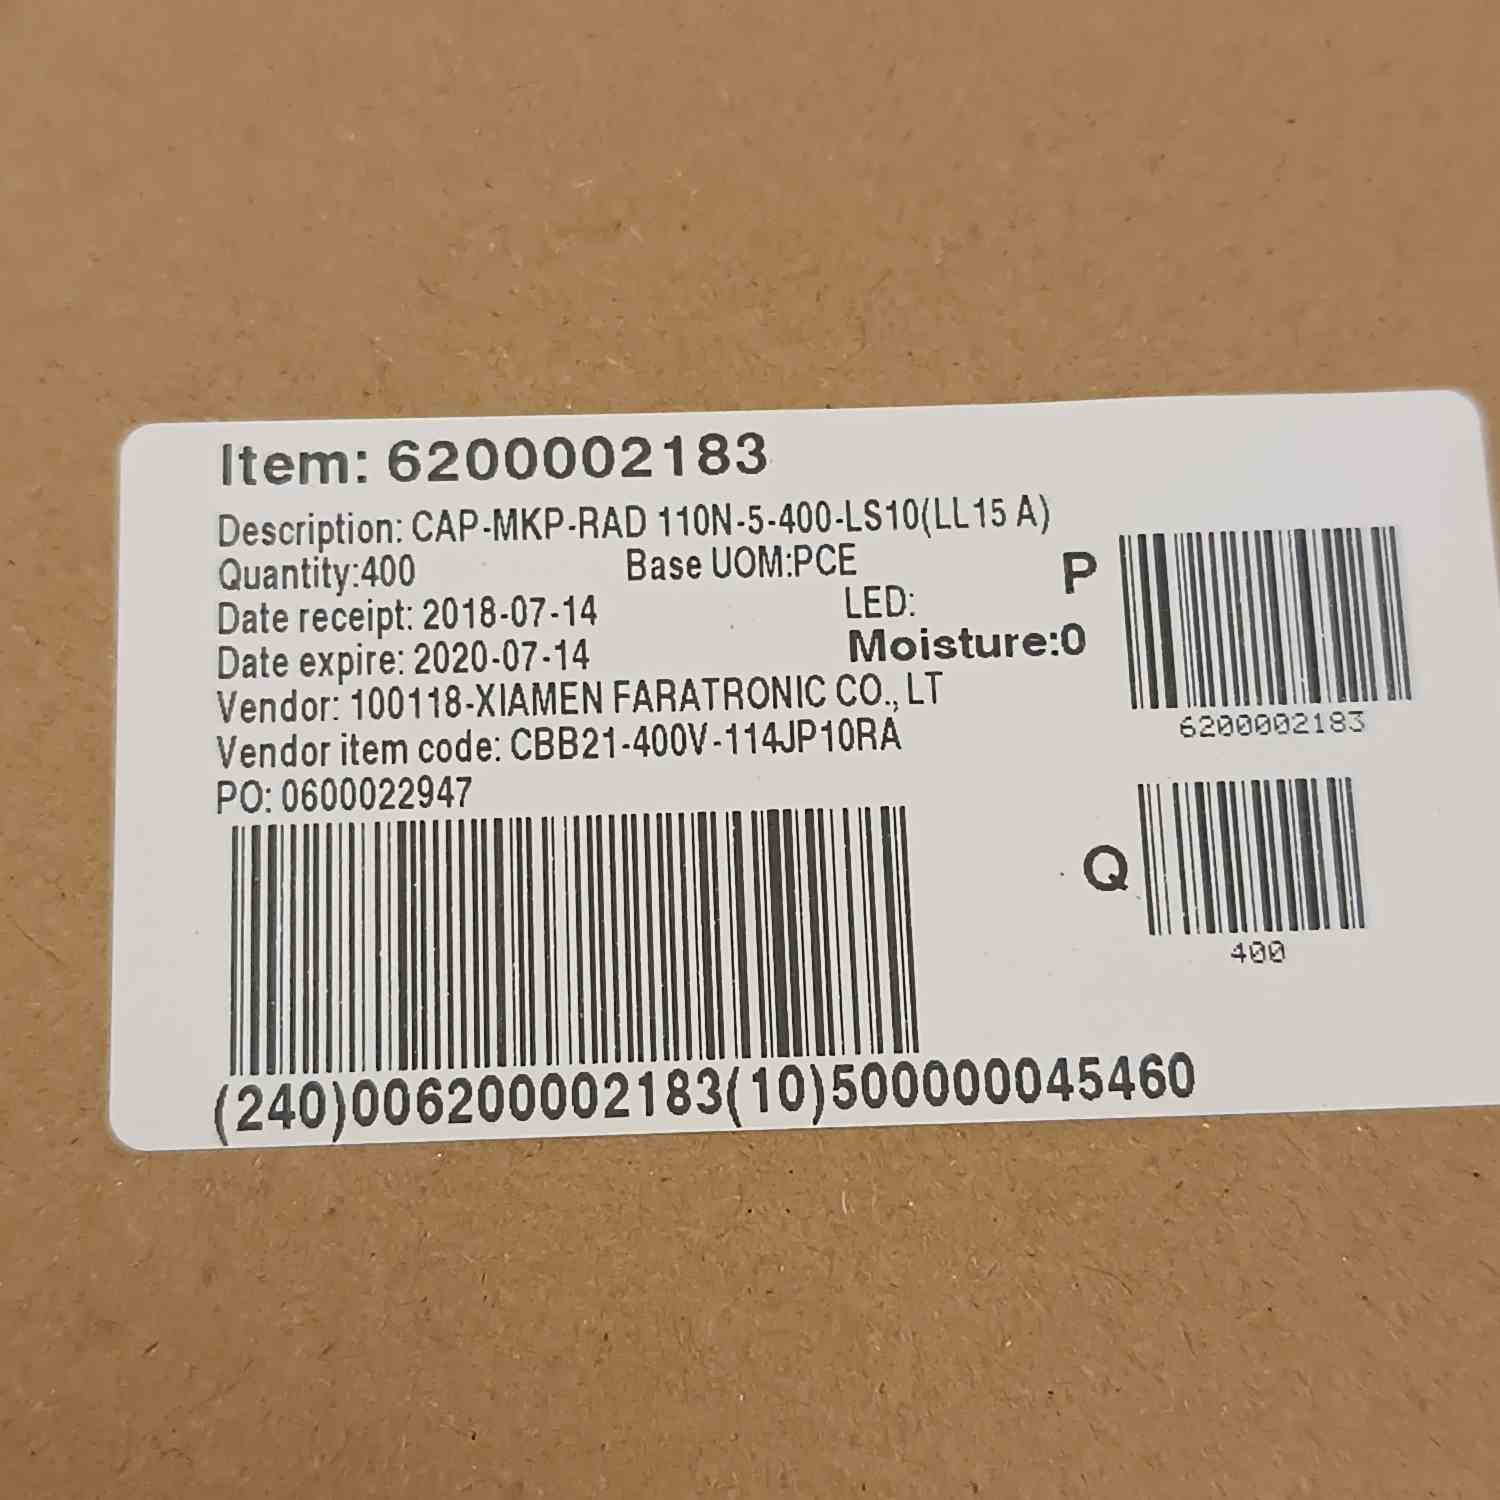 Item: 6200002183
Description: CAP-MKP-RAD 110N-5-400-LS10(LL15 A)
Quantity:400 Base UOM:PCE
Date receipt: 2018-07-14 LED:
Date expire: 2020-07-14 Moisture:0
Vendor: 100118-XIAMEN FARATRONIC CO., LT
Vendor item code: CBB21-400V-114JP10RA
PO: 0600022947
P
6200002183
Q
400
(240)006200002183(10)500000045460